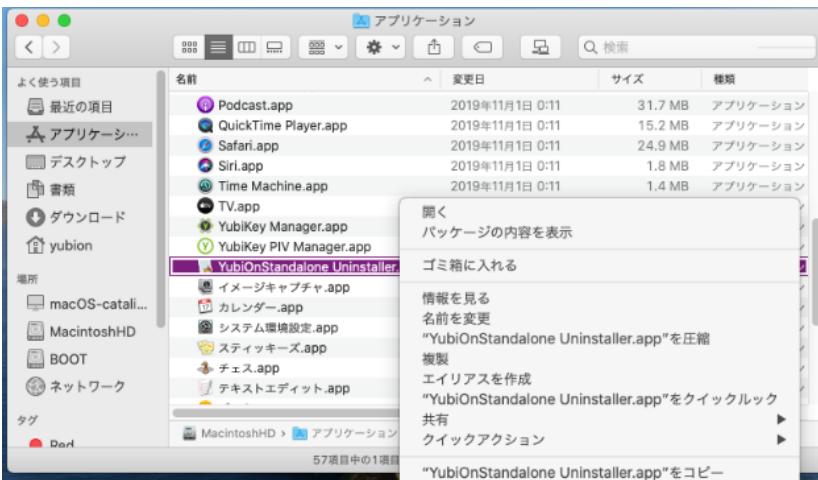 アプリケーション
検索
よく使う項目
最近の項目
アプリケーシ…
デスクトップ
書類
ダウンロード
yubion
場所
macOS-catali...
MacintoshHD
BOOT
ネットワーク
タグ
Red
名前 変更日 サイズ 種類
Podcast.app 2019年11月1日 0:11 31.7 MB アプリケーション
QuickTime Player.app 2019年11月1日 0:11 15.2 MB アプリケーション
Safari.app 2019年11月1日 0:11 24.9 MB アプリケーション
Siri.app 2019年11月1日 0:11 1.8 MB アプリケーション
Time Machine.app 2019年11月1日 0:11 1.4 MB アプリケーション
TV.app
YubiKey Manager.app
YubiKey PIV Manager.app
YubiOnStandalone Uninstaller.
イメージキャプチャ.app
カレンダー.app
システム環境設定.app
スティッキーズ.app
チェス.app
テキストエディット.app
MacintoshHD › アプリケーション
57項目中の1項目
開く
パッケージの内容を表示
ゴミ箱に入れる
情報を見る
名前を変更
“YubiOnStandalone Uninstaller.app”を圧縮
複製
エイリアスを作成
“YubiOnStandalone Uninstaller.app”をクイックルック
共有
クイックアクション
“YubiOnStandalone Uninstaller.app”をコピー